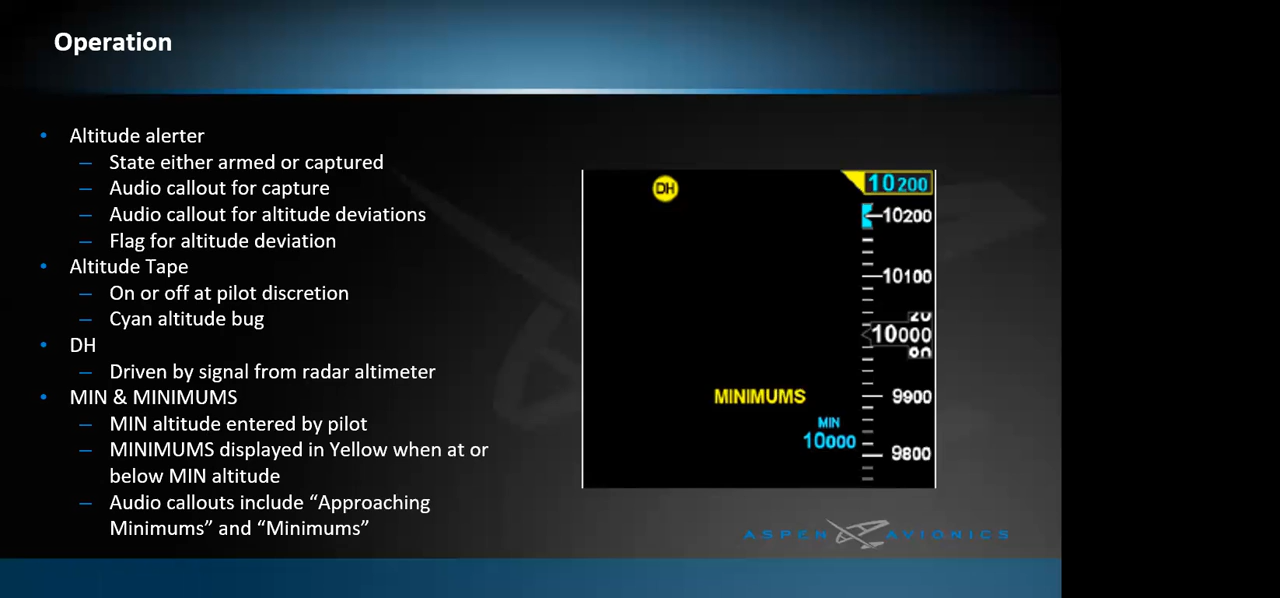 Operation
• Altitude alerter
– State either armed or captured
– Audio callout for capture
– Audio callout for altitude deviations
– Flag for altitude deviation
• Altitude Tape
– On or off at pilot discretion
– Cyan altitude bug
• DH
– Driven by signal from radar altimeter
• MIN & MINIMUMS
– MIN altitude entered by pilot
– MINIMUMS displayed in Yellow when at or
below MIN altitude
– Audio callouts include “Approaching
Minimums” and “Minimums”
DH
10200
10200
10100
20
10000
80
MINIMUMS
9900
MIN
10000
9800
ASPEN AVIONICS